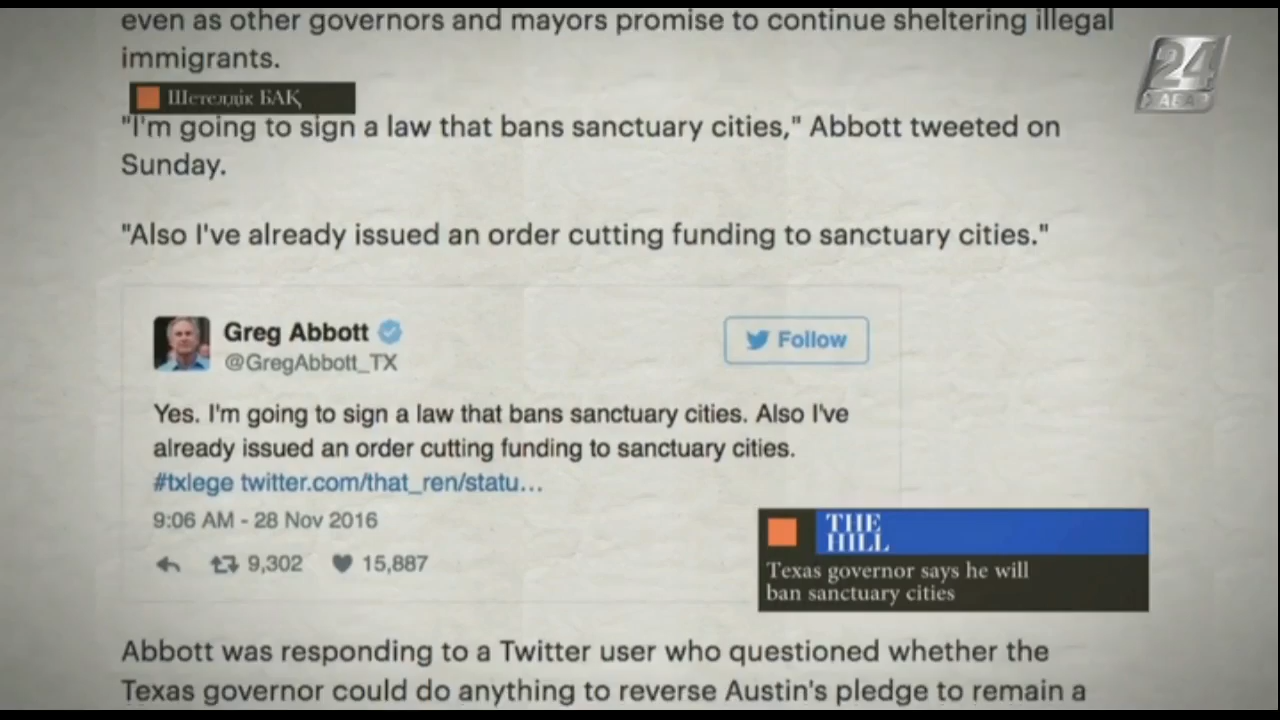 even as other governors and mayors promise to continue sheltering illegal
immigrants.
24
Шетелдік БАҚ
"I'm going to sign a law that bans sanctuary cities," Abbott tweeted on
Sunday.
"Also I've already issued an order cutting funding to sanctuary cities."
Greg Abbott
@GregAbbott_TX
Follow
Yes. I'm going to sign a law that bans sanctuary cities. Also I've
already issued an order cutting funding to sanctuary cities.
#txlege twitter.com/that_ren/statu...
9:06 AM - 28 Nov 2016
9,302 15,887
THE
HILL
Texas governor says he will
ban sanctuary cities
Abbott was responding to a Twitter user who questioned whether the
Texas governor could do anything to reverse Austin's pledge to remain a